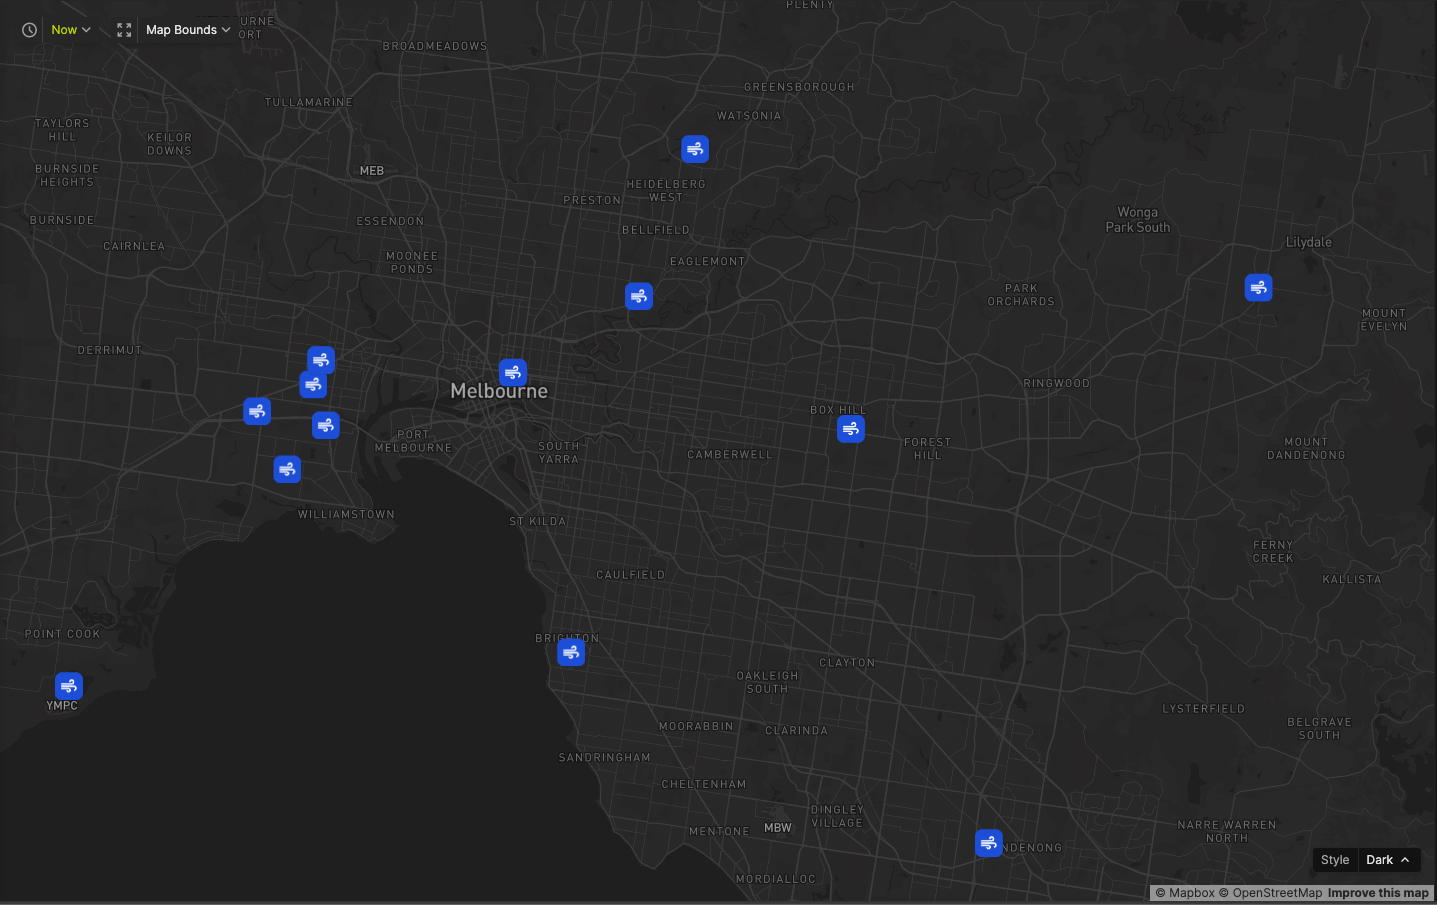 PLENTY
URNE
ORT
Now
Map Bounds
BROADMEADOWS
GREENSBOROUGH
TULLAMARINE
WATSONIA
TAYLORS
HILL
KEILOR
DOWNS
BURNSIDE
HEIGHTS
MEB
HEIDELBERG
WEST
PRESTON
BURNSIDE
ESSENDON
BELLFIELD
Wonga
Park South
CAIRNLEA
Lilydale
MOONEE
PONDS
EAGLEMONT
PARK
ORCHARDS
MOUNT
EVELYN
DERRIMUT
RINGWOOD
Melbourne
BOX HILL
PORT
MELBOURNE
SOUTH
YARRA
CAMBERWELL
FOREST
HILL
MOUNT
DANDENONG
WILLIAMSTOWN
ST KILDA
FERNY
CREEK
CAULFIELD
KALLISTA
POINT COOK
BRIGHTON
CLAYTON
OAKLEIGH
SOUTH
YMPC
LYSTERFIELD
BELGRAVE
SOUTH
MOORABBIN
CLARINDA
SANDRINGHAM
CHELTENHAM
DINGLEY
VILLAGE
MENTONE
MBW
NARRE WARREN
NORTH
NDENONG
MORDIALLOC
Style
Dark
© Mapbox © OpenStreetMap Improve this map